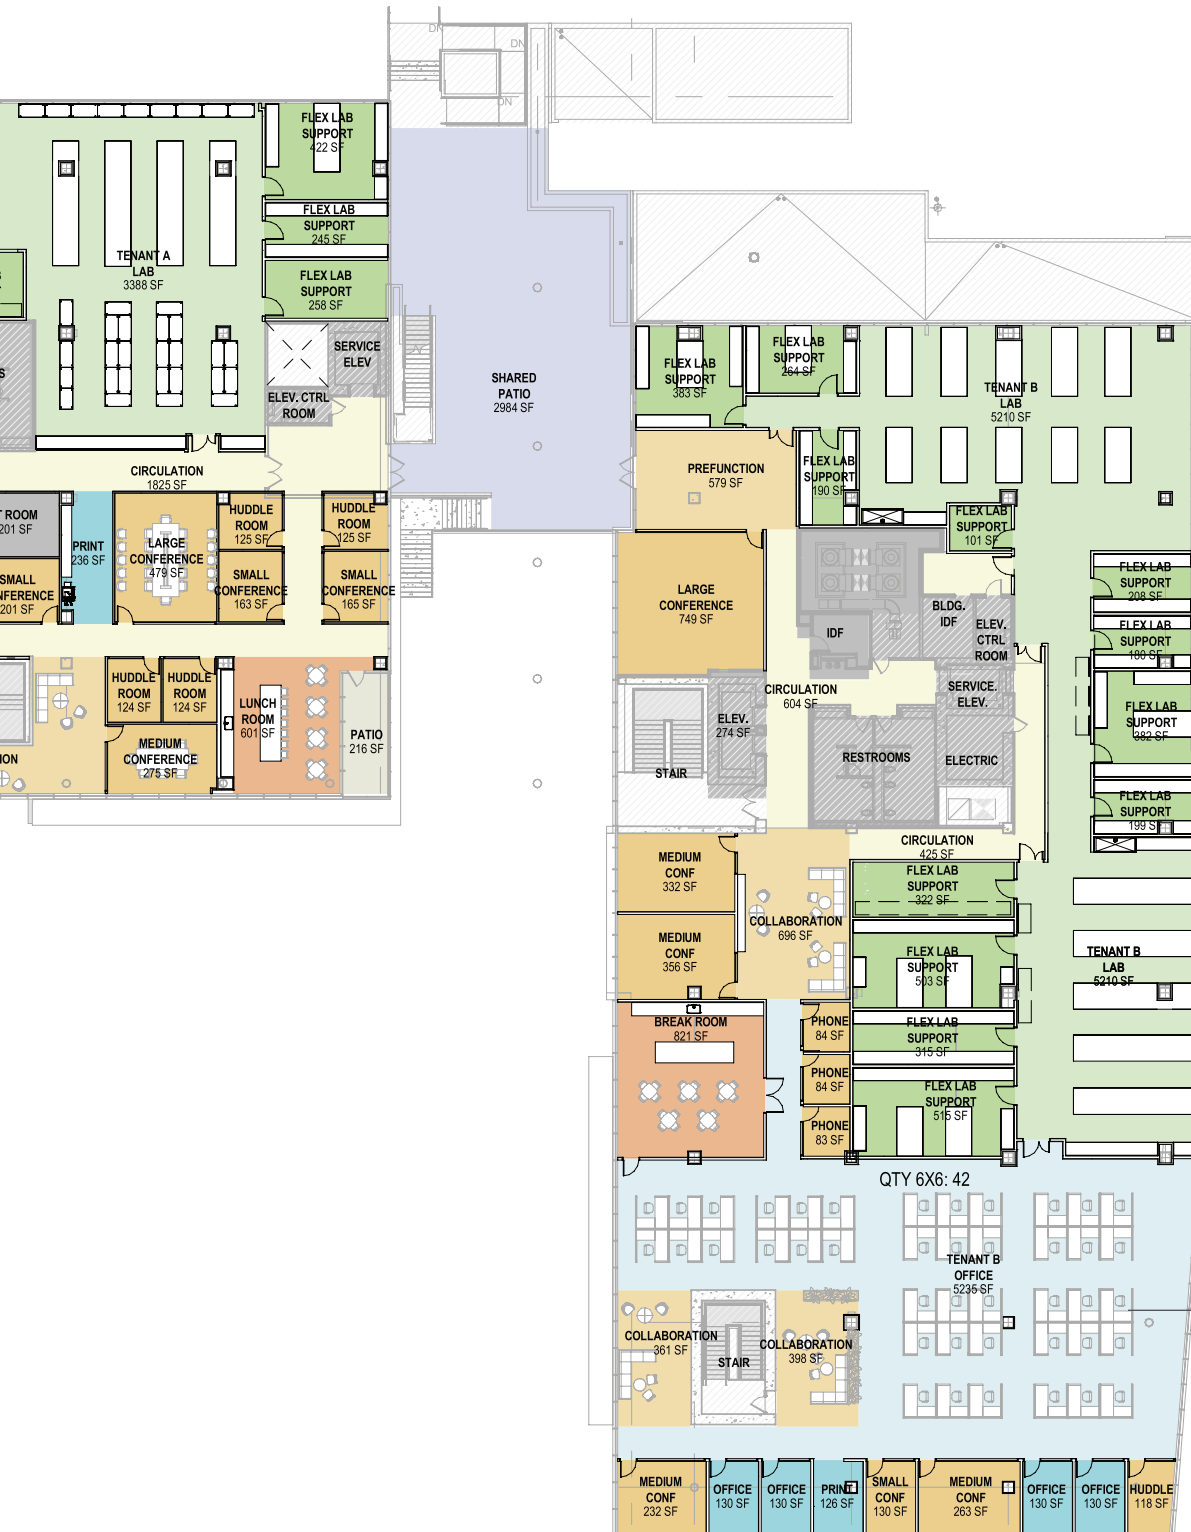 DN
DN
DN
FLEX LAB
SUPPORT
422 SF
FLEX LAB
SUPPORT
245 SF
TENANT A
LAB
3388 SF
FLEX LAB
SUPPORT
258 SF
SERVICE
ELEV
ELEV. CTRL
ROOM
SHARED
PATIO
2984 SF
FLEX LAB
SUPPORT
383 SF
FLEX LAB
SUPPORT
264 SF
TENANT B
LAB
5210 SF
CIRCULATION
1825 SF
PREFUNCTION
579 SF
FLEX LAB
SUPPORT
190 SF
T ROOM
201 SF
PRINT
236 SF
LARGE
CONFERENCE
479 SF
HUDDLE
ROOM
125 SF
HUDDLE
ROOM
125 SF
FLEX LAB
SUPPORT
101 SF
SMALL
ONFERENCE
201 SF
SMALL
CONFERENCE
163 SF
SMALL
CONFERENCE
165 SF
LARGE
CONFERENCE
749 SF
IDF
BLDG.
IDF
ELEV.
CTRL
ROOM
FLEX LAB
SUPPORT
208 SF
FLEX LAB
SUPPORT
180 SF
HUDDLE
ROOM
124 SF
HUDDLE
ROOM
124 SF
LUNCH
ROOM
601 SF
PATIO
216 SF
MEDIUM
CONFERENCE
275 SF
ION
CIRCULATION
604 SF
ELEV.
274 SF
STAIR
SERVICE.
ELEV.
RESTROOMS
ELECTRIC
FLEX LAB
SUPPORT
382 SF
FLEX LAB
SUPPORT
199 SF
CIRCULATION
425 SF
MEDIUM
CONF
332 SF
FLEX LAB
SUPPORT
322 SF
COLLABORATION
696 SF
MEDIUM
CONF
356 SF
FLEX LAB
SUPPORT
503 SF
TENANT B
LAB
5210 SF
BREAK ROOM
821 SF
PHONE
84 SF
FLEX LAB
SUPPORT
315 SF
PHONE
84 SF
FLEX LAB
SUPPORT
515 SF
PHONE
83 SF
QTY 6X6: 42
TENANT B
OFFICE
5235 SF
COLLABORATION
361 SF
STAIR
COLLABORATION
398 SF
MEDIUM
CONF
232 SF
OFFICE
130 SF
OFFICE
130 SF
PRINT
126 SF
SMALL
CONF
130 SF
MEDIUM
CONF
263 SF
OFFICE
130 SF
OFFICE
130 SF
HUDDLE
118 SF